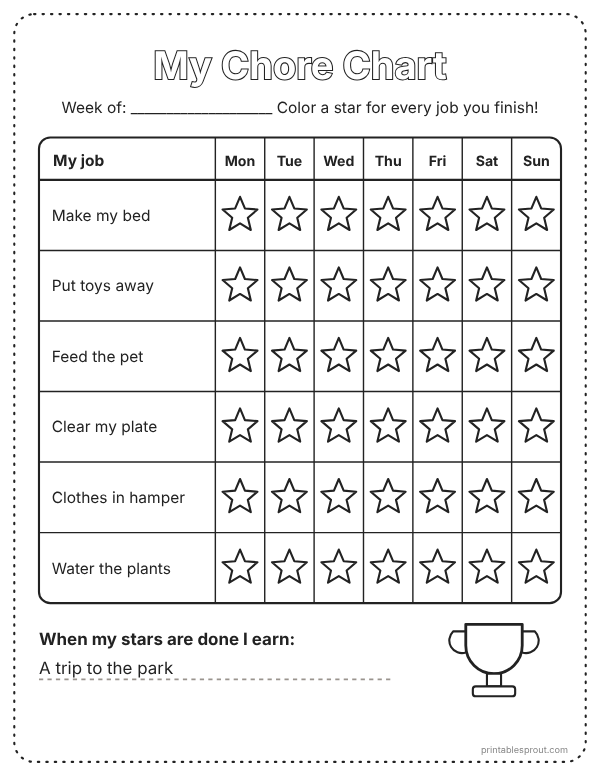 My Chore Chart
Week of: ____________________ Color a star for every job you finish!
My job Mon Tue Wed Thu Fri Sat Sun
Make my bed
Put toys away
Feed the pet
Clear my plate
Clothes in hamper
Water the plants
When my stars are done I earn:
A trip to the park
printablesprout.com